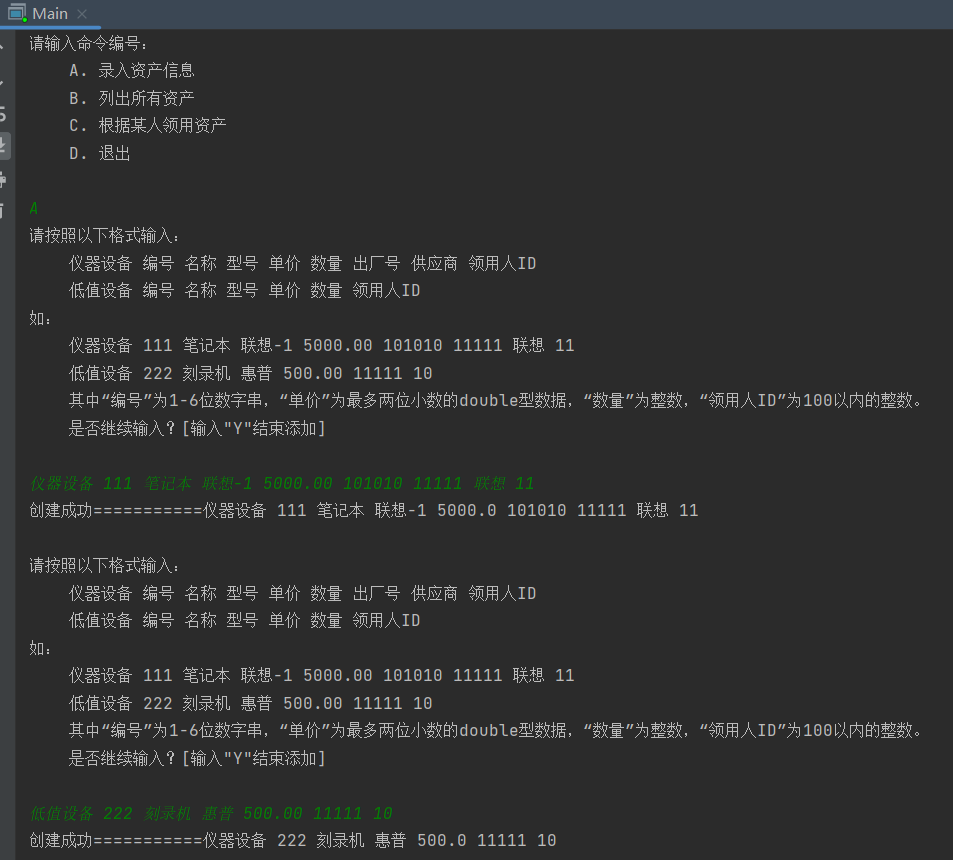 Main
请输入命令编号：
A. 录入资产信息
B. 列出所有资产
C. 根据某人领用资产
D. 退出
A
请按照以下格式输入：
仪器设备 编号 名称 型号 单价 数量 出厂号 供应商 领用人ID
低值设备 编号 名称 型号 单价 数量 领用人ID
如：
仪器设备 111 笔记本 联想-1 5000.00 101010 11111 联想 11
低值设备 222 刻录机 惠普 500.00 11111 10
其中“编号”为1-6位数字串，“单价”为最多两位小数的double型数据，“数量”为整数，“领用人ID”为100以内的整数。
是否继续输入？[输入"Y"结束添加]
仪器设备 111 笔记本 联想-1 5000.00 101010 11111 联想 11
创建成功===========仪器设备 111 笔记本 联想-1 5000.0 101010 11111 联想 11
请按照以下格式输入：
仪器设备 编号 名称 型号 单价 数量 出厂号 供应商 领用人ID
低值设备 编号 名称 型号 单价 数量 领用人ID
如：
仪器设备 111 笔记本 联想-1 5000.00 101010 11111 联想 11
低值设备 222 刻录机 惠普 500.00 11111 10
其中“编号”为1-6位数字串，“单价”为最多两位小数的double型数据，“数量”为整数，“领用人ID”为100以内的整数。
是否继续输入？[输入"Y"结束添加]
低值设备 222 刻录机 惠普 500.00 11111 10
创建成功===========仪器设备 222 刻录机 惠普 500.0 11111 10